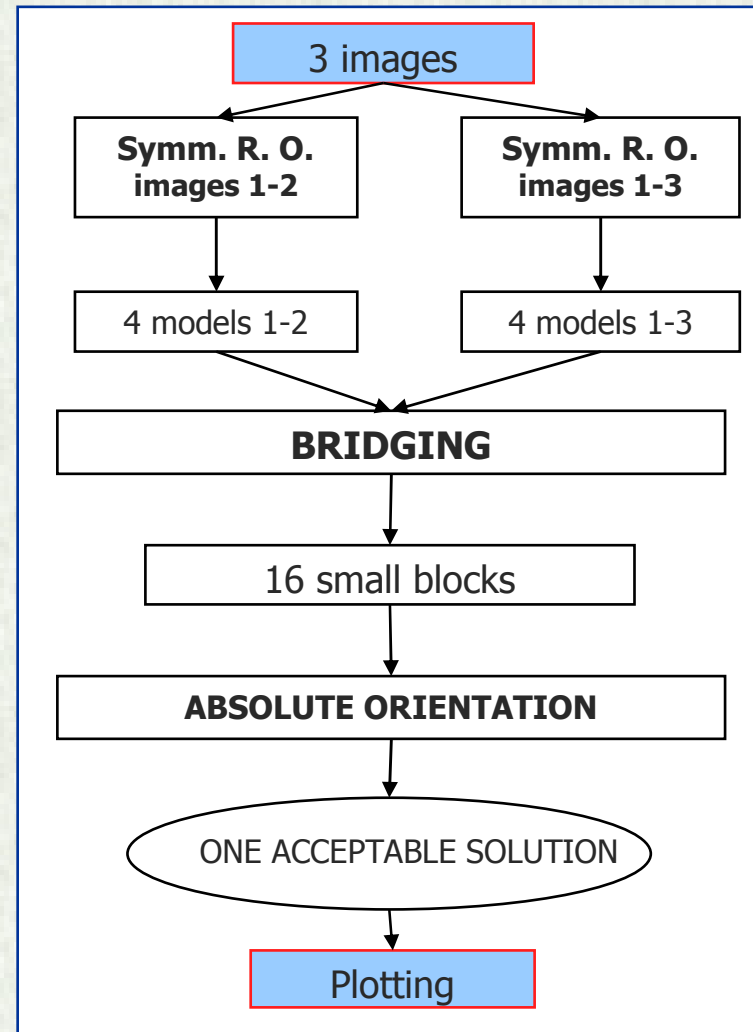 3 images
Symm. R. O.
images 1-2
Symm. R. O.
images 1-3
4 models 1-2
4 models 1-3
BRIDGING
16 small blocks
ABSOLUTE ORIENTATION
ONE ACCEPTABLE SOLUTION
Plotting